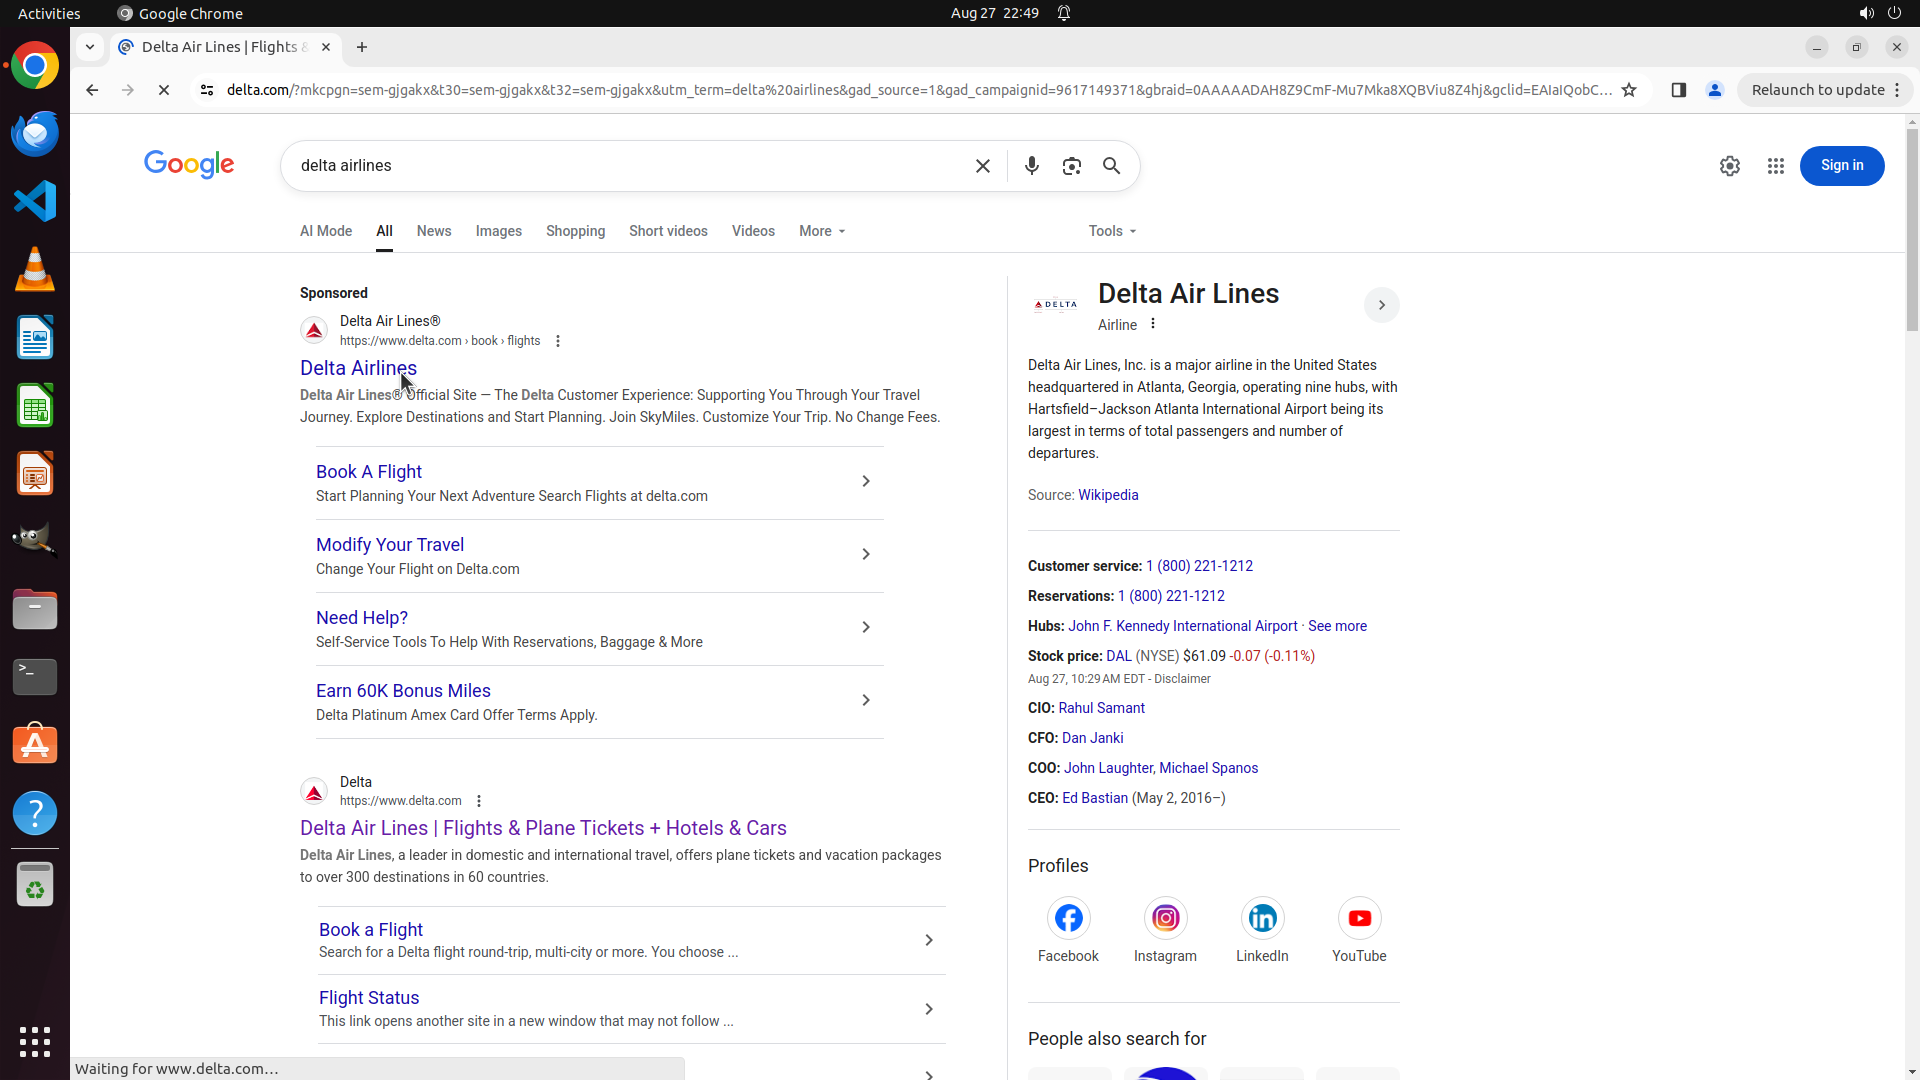 Activities
Google Chrome
Aug 27 22:49
Delta Air Lines | Flights &
delta.com/?mkcpgn=sem-gjgakx&t30=sem-gjgakx&t32=sem-gjgakx&utm_term=delta%20airlines&gad_source=1&gad_campaignid=9617149371&gbraid=0AAAAADAH8Z9CmF-Mu7Mka8XQBViu8Z4hj&gclid=EAIaIQobC...
Relaunch to update
Google
delta airlines
Sign in
AI Mode
All
News
Images
Shopping
Short videos
Videos
More
Tools
Sponsored
Delta Air Lines®
https://www.delta.com › book › flights
Delta Airlines
Delta Air Lines® Official Site — The Delta Customer Experience: Supporting You Through Your Travel
Journey. Explore Destinations and Start Planning. Join SkyMiles. Customize Your Trip. No Change Fees.
Book A Flight
Start Planning Your Next Adventure Search Flights at delta.com
Modify Your Travel
Change Your Flight on Delta.com
Need Help?
Self-Service Tools To Help With Reservations, Baggage & More
Earn 60K Bonus Miles
Delta Platinum Amex Card Offer Terms Apply.
Delta
https://www.delta.com
Delta Air Lines | Flights & Plane Tickets + Hotels & Cars
Delta Air Lines, a leader in domestic and international travel, offers plane tickets and vacation packages
to over 300 destinations in 60 countries.
Book a Flight
Search for a Delta flight round-trip, multi-city or more. You choose ...
Flight Status
This link opens another site in a new window that may not follow ...
DELTA
Delta Air Lines
Airline
Delta Air Lines, Inc. is a major airline in the United States
headquartered in Atlanta, Georgia, operating nine hubs, with
Hartsfield–Jackson Atlanta International Airport being its
largest in terms of total passengers and number of
departures.
Source: Wikipedia
Customer service: 1 (800) 221-1212
Reservations: 1 (800) 221-1212
Hubs: John F. Kennedy International Airport · See more
Stock price: DAL (NYSE) $61.09 -0.07 (-0.11%)
Aug 27, 10:29 AM EDT - Disclaimer
CIO: Rahul Samant
CFO: Dan Janki
COO: John Laughter, Michael Spanos
CEO: Ed Bastian (May 2, 2016–)
Profiles
Facebook
Instagram
LinkedIn
YouTube
People also search for
Waiting for www.delta.com...